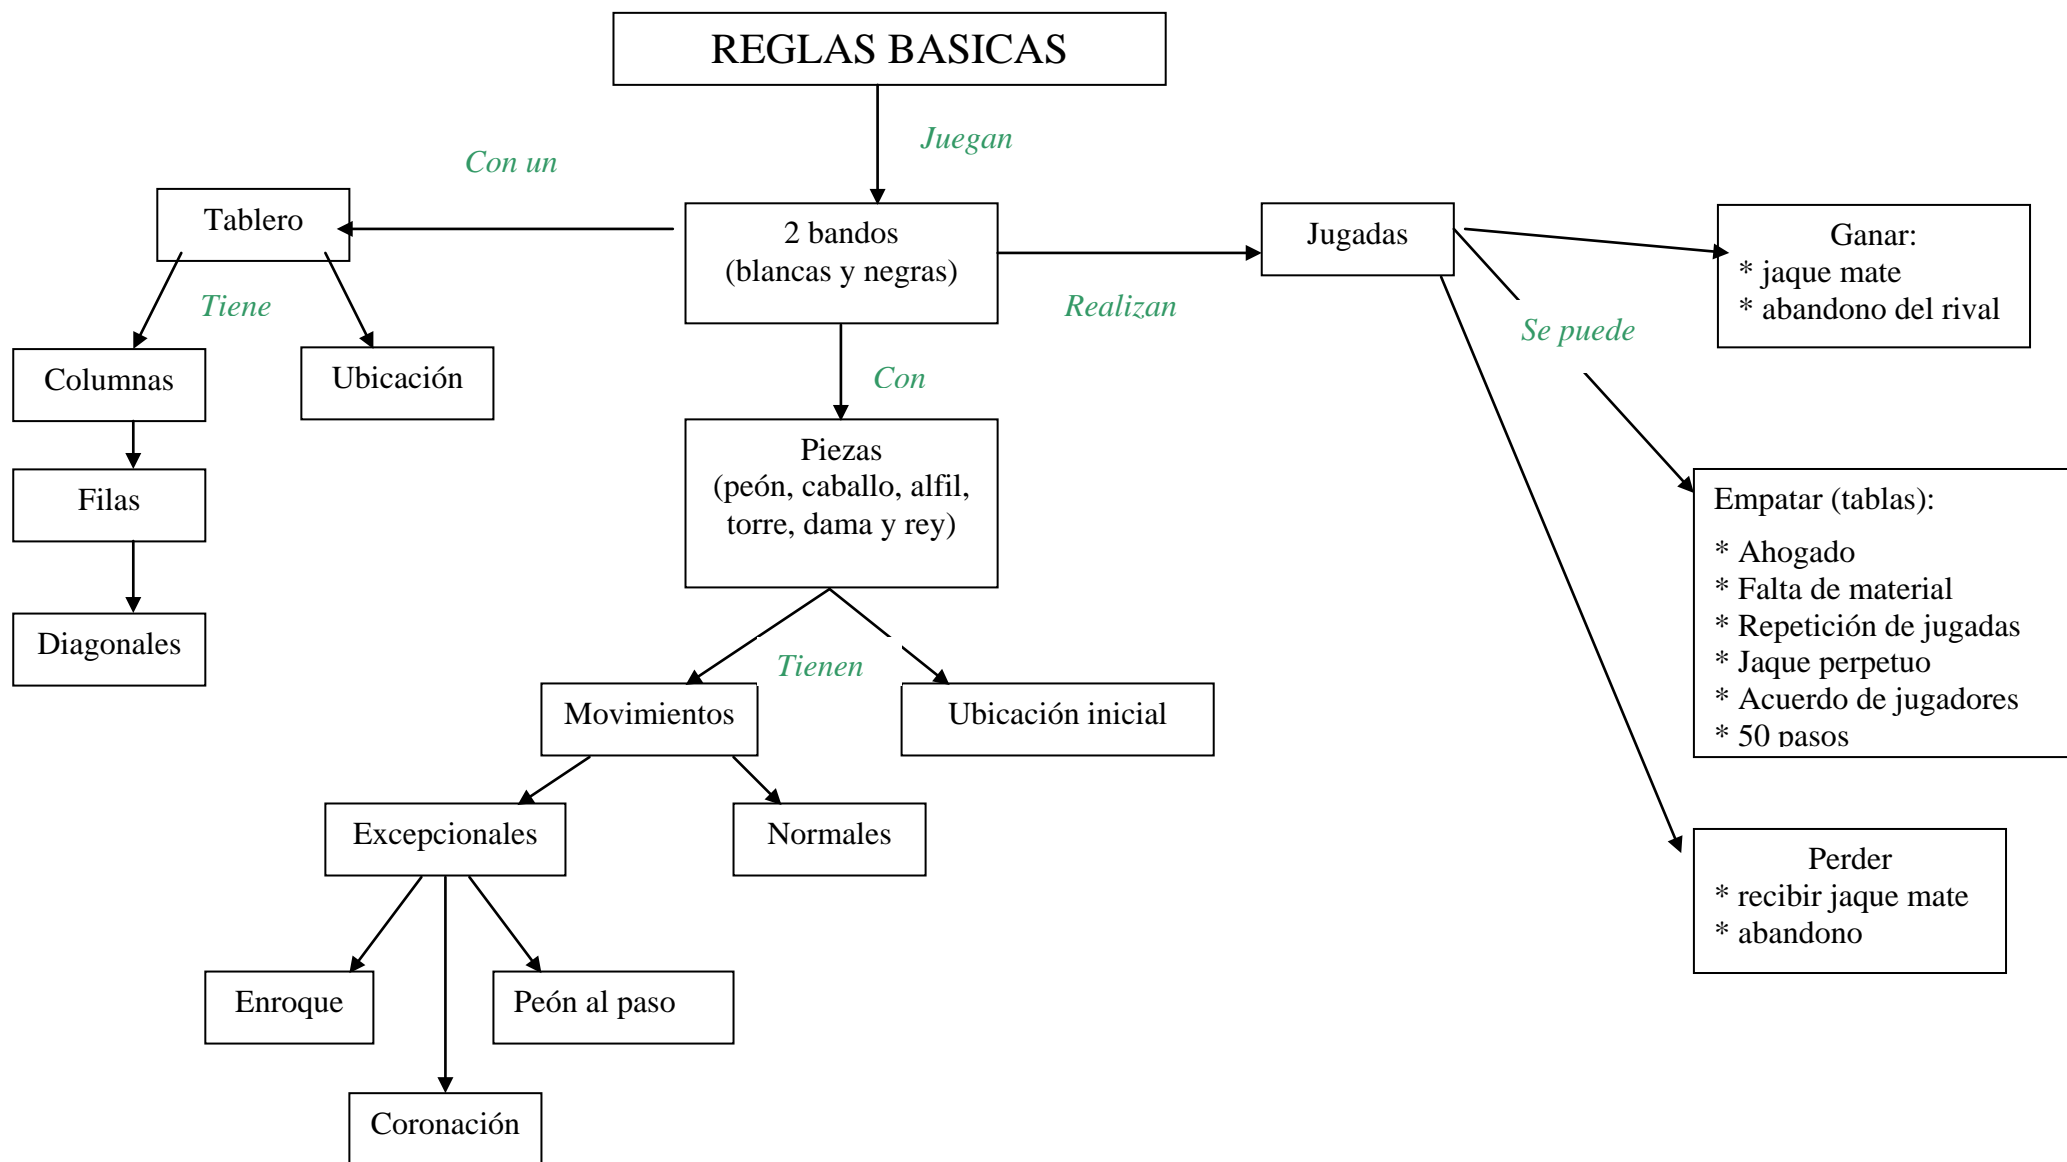 REGLAS BASICAS
Juegan
Con un
Tablero
2 bandos
(blancas y negras)
Jugadas
Ganar:
* jaque mate
* abandono del rival
Tiene
Realizan
Se puede
Columnas
Ubicación
Con
Filas
Piezas
(peón, caballo, alfil,
torre, dama y rey)
Empatar (tablas):
* Ahogado
* Falta de material
* Repetición de jugadas
* Jaque perpetuo
* Acuerdo de jugadores
* 50 pasos
Diagonales
Tienen
Movimientos
Ubicación inicial
Excepcionales
Normales
Perder
* recibir jaque mate
* abandono
Enroque
Peón al paso
Coronación